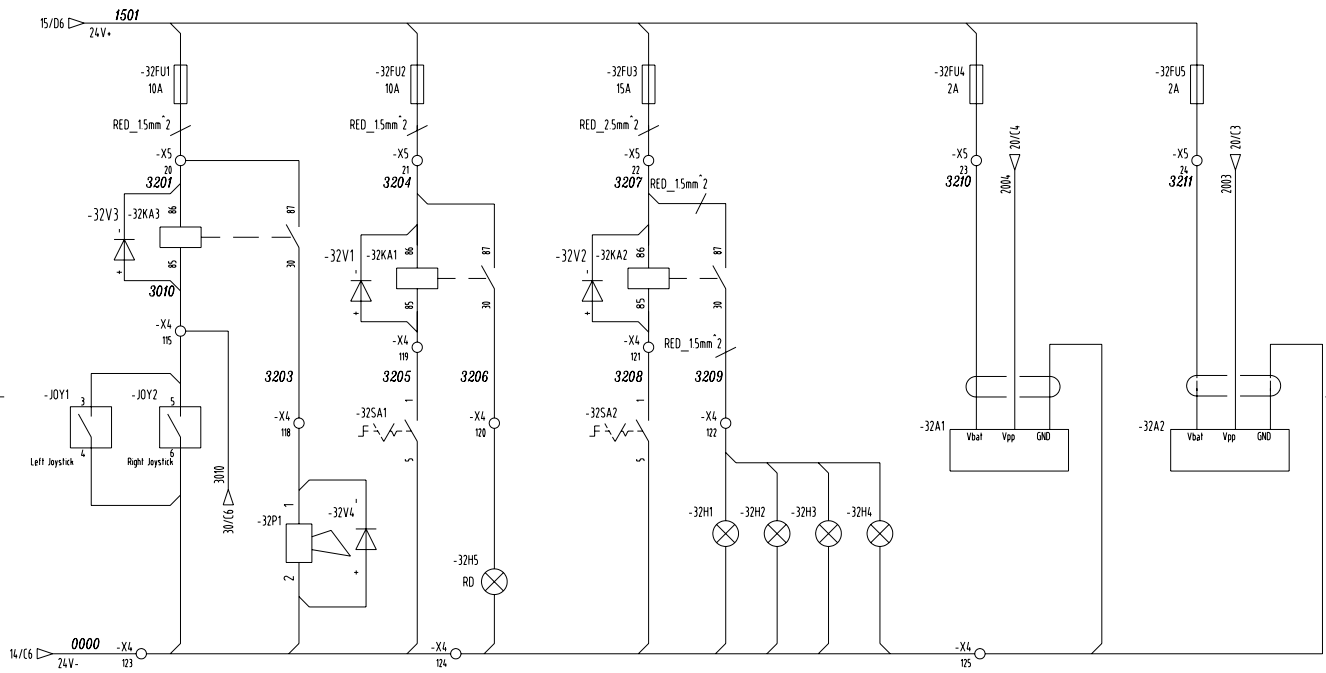 1501
15/D6
24V+
-32FU1
10A
-32FU2
10A
-32FU3
15A
-32FU4
2A
-32FU5
2A
RED_1.5mm^2
RED_1.5mm^2
RED_2.5mm^2
20/C4
20/C3
-X5
20
-X5
21
-X5
22
-X5
23
-X5
24
3201
3204
3207
RED_1.5mm^2
3210
2004
3211
2003
86
87
-32V3
-
-32KA3
85
30
+
86
87
-32V1
-
-32KA1
85
30
+
86
87
-32V2
-
-32KA2
85
30
+
3010
-X4
115
-X4
119
-X4
121
RED_1.5mm^2
3203
3205
3206
3208
3209
-JOY1
3
4
Left Joystick
-JOY2
5
6
Right Joystick
-X4
118
-32SA1
1
5
-X4
120
-32SA2
1
5
-X4
122
-32A1
Vbat
Vpp
GND
-32A2
Vbat
Vpp
GND
3010
30/C6
-32P1
1
2
-32V4
-
+
-32H5
RD
-32H1
-32H2
-32H3
-32H4
0000
14/C6
24V-
-X4
123
-X4
124
-X4
125